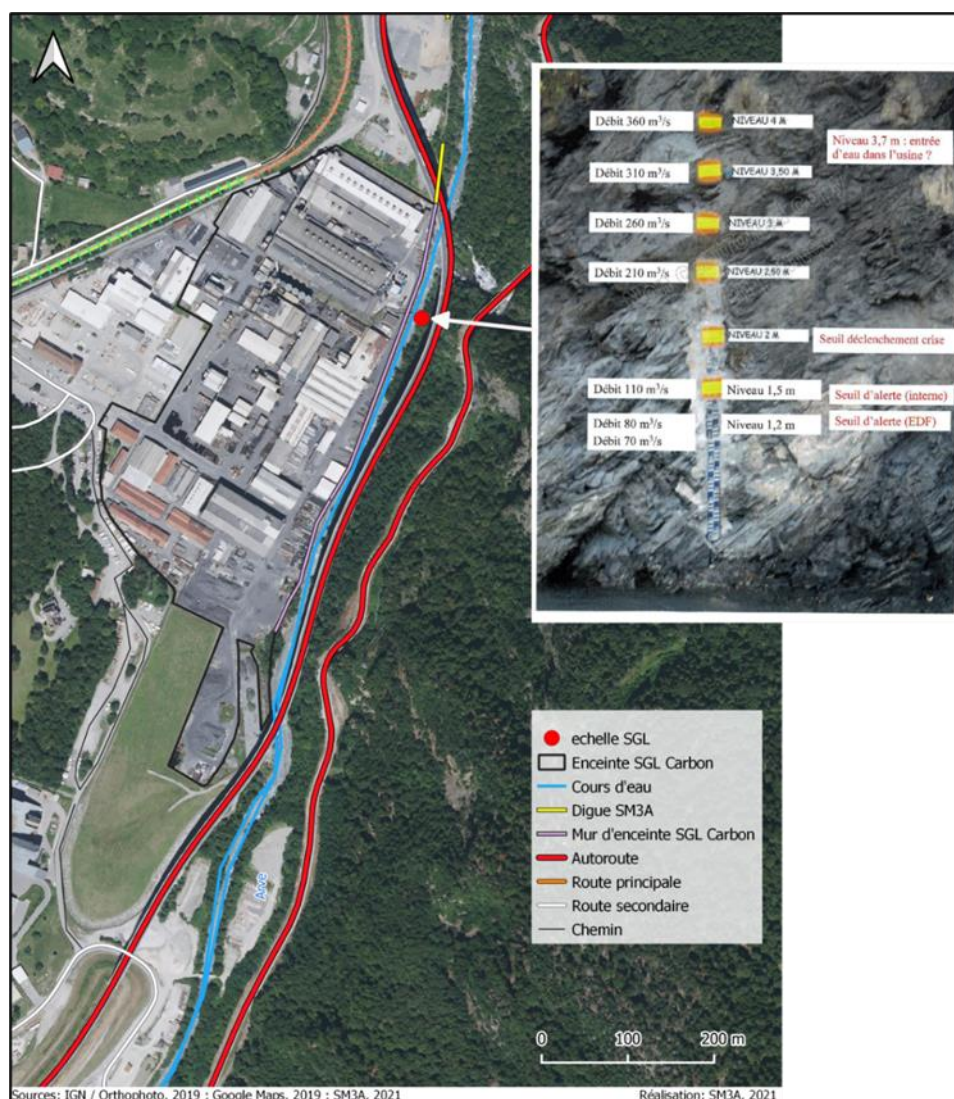 Débit 360 m³/s
NIVEAU 4 M
Niveau 3,7 m : entrée
d'eau dans l'usine ?
Débit 310 m³/s
NIVEAU 3,50 M
Débit 260 m³/s
NIVEAU 3 M
Débit 210 m³/s
NIVEAU 2,50 M
NIVEAU 2 M
Seuil déclenchement crise
Débit 110 m³/s
Niveau 1,5 m
Seuil d'alerte (interne)
Débit 80 m³/s
Niveau 1,2 m
Seuil d'alerte (EDF)
Débit 70 m³/s
echelle SGL
Enceinte SGL Carbon
Cours d'eau
Digue SM3A
Mur d'enceinte SGL Carbon
Autoroute
Route principale
Route secondaire
Chemin
Arve
0 100 200 m
Sources: IGN / Orthophoto, 2019 ; Google Maps, 2019 ; SM3A, 2021
Réalisation: SM3A, 2021